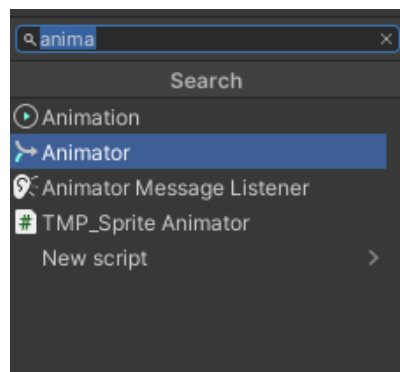 anima
Search
Animation
Animator
Animator Message Listener
TMP_Sprite Animator
New script